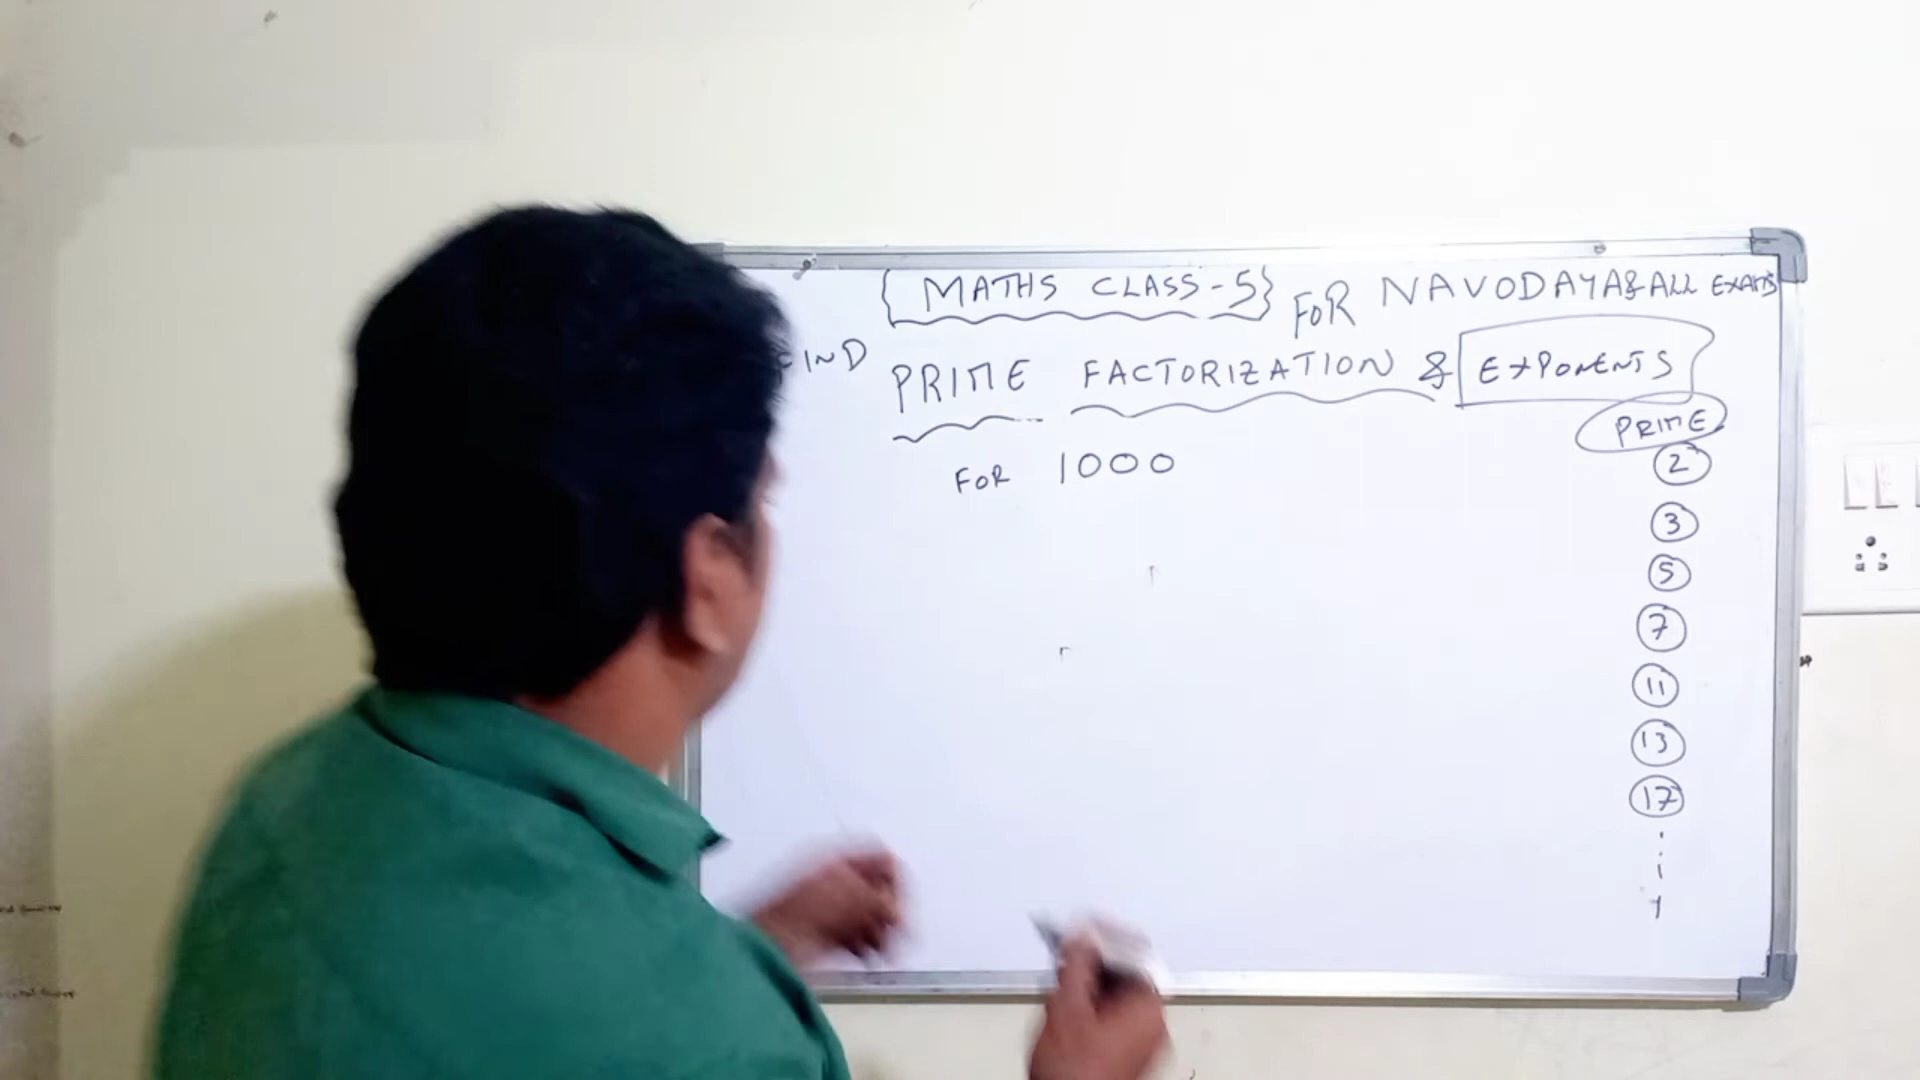 {MATHS CLASS-5} FOR NAVODAYA & ALL EXAMS
FIND PRIME FACTORIZATION & EXPONENTS
PRIME
FOR 1000
2
3
5
7
11
13
17